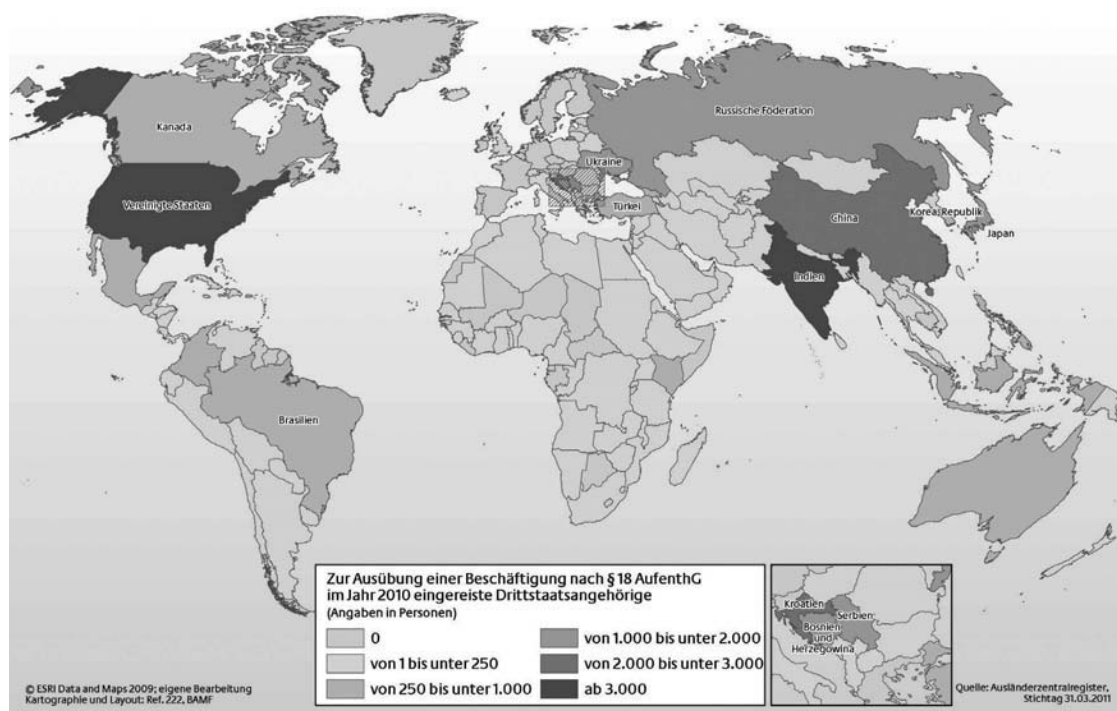 Kanada
Vereinigte Staaten
Brasilien
Russische Föderation
Ukraine
Türkei
China
Korea, Republik
Japan
Indien
Zur Ausübung einer Beschäftigung nach § 18 AufenthG
im Jahr 2010 eingereiste Drittstaatsangehörige
(Angaben in Personen)
0
von 1 bis unter 250
von 250 bis unter 1.000
von 1.000 bis unter 2.000
von 2.000 bis unter 3.000
ab 3.000
Kroatien
Serbien
Bosnien
und
Herzegowina
© ESRI Data and Maps 2009; eigene Bearbeitung
Kartographie und Layout: Ref. 222, BAMF
Quelle: Ausländerzentralregister,
Stichtag 31.03.2011